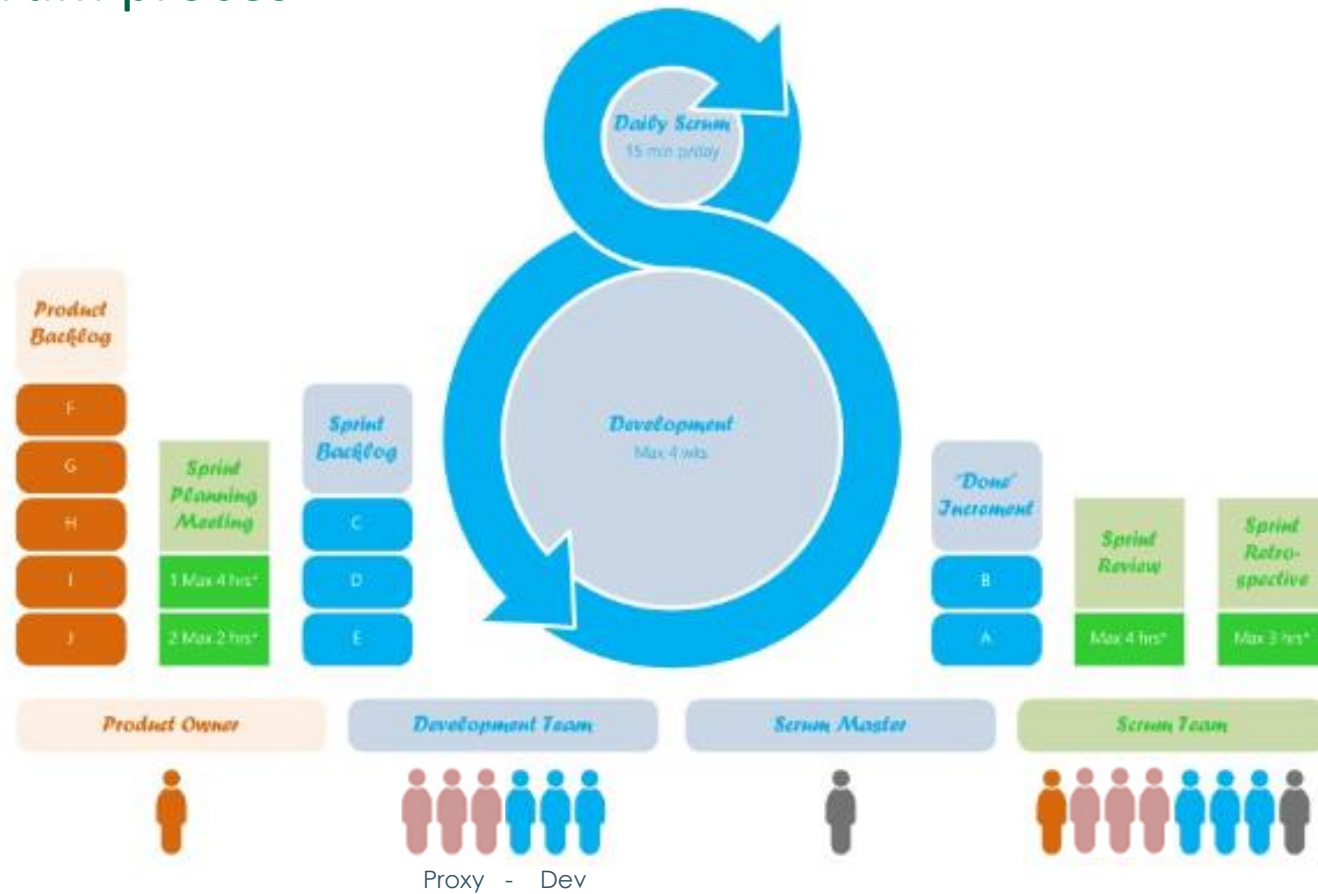 Daily Scrum
15 min p/day
Product
Backlog
F
G
H
I
J
Sprint
Planning
Meeting
1 Max 4 hrs*
2 Max 2 hrs*
Sprint
Backlog
C
D
E
Development
Max 4 wks
"Done"
Increment
B
A
Sprint
Review
Max 4 hrs*
Sprint
Retro-
spective
Max 3 hrs*
Product Owner
Development Team
Scrum Master
Scrum Team
Proxy - Dev